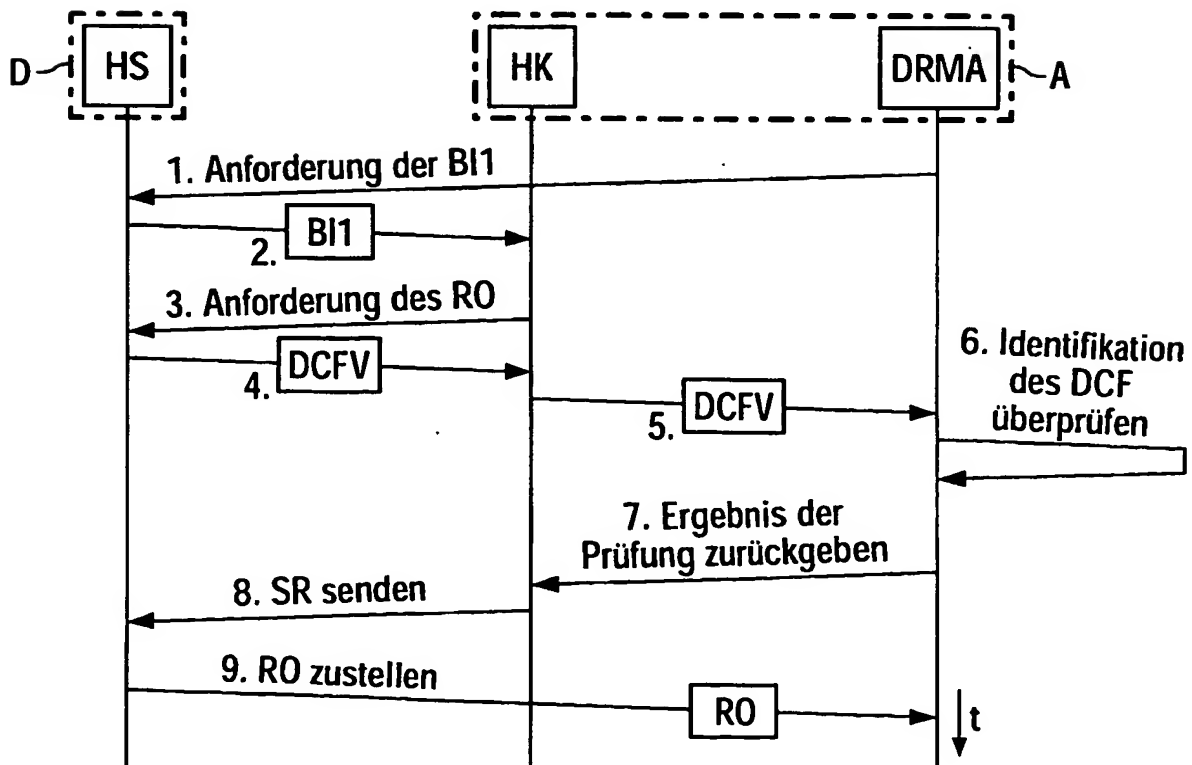 D
HS
HK
DRMA
A
1. Anforderung der BI1
2.
BI1
3. Anforderung des RO
4.
DCFV
5.
DCFV
6. Identifikation
des DCF
überprüfen
7. Ergebnis der
Prüfung zurückgeben
8. SR senden
9. RO zustellen
RO
t